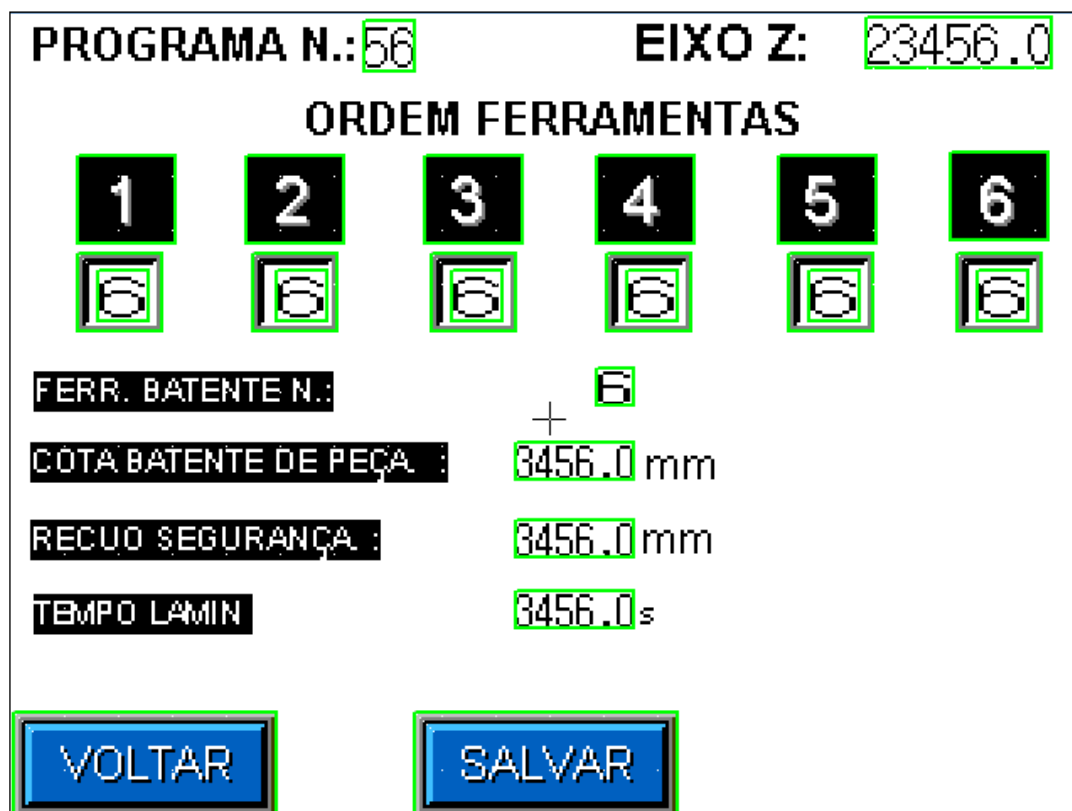 PROGRAMA N.: 56 EIXO Z: 23456.0
ORDEM FERRAMENTAS
1 2 3 4 5 6
6 6 6 6 6 6
FERR. BATENTE N.: 6
COTA BATENTE DE PEÇA. : 3456.0 mm
RECUO SEGURANÇA. : 3456.0 mm
TEMPO LAMIN 3456.0 s
VOLTAR SALVAR